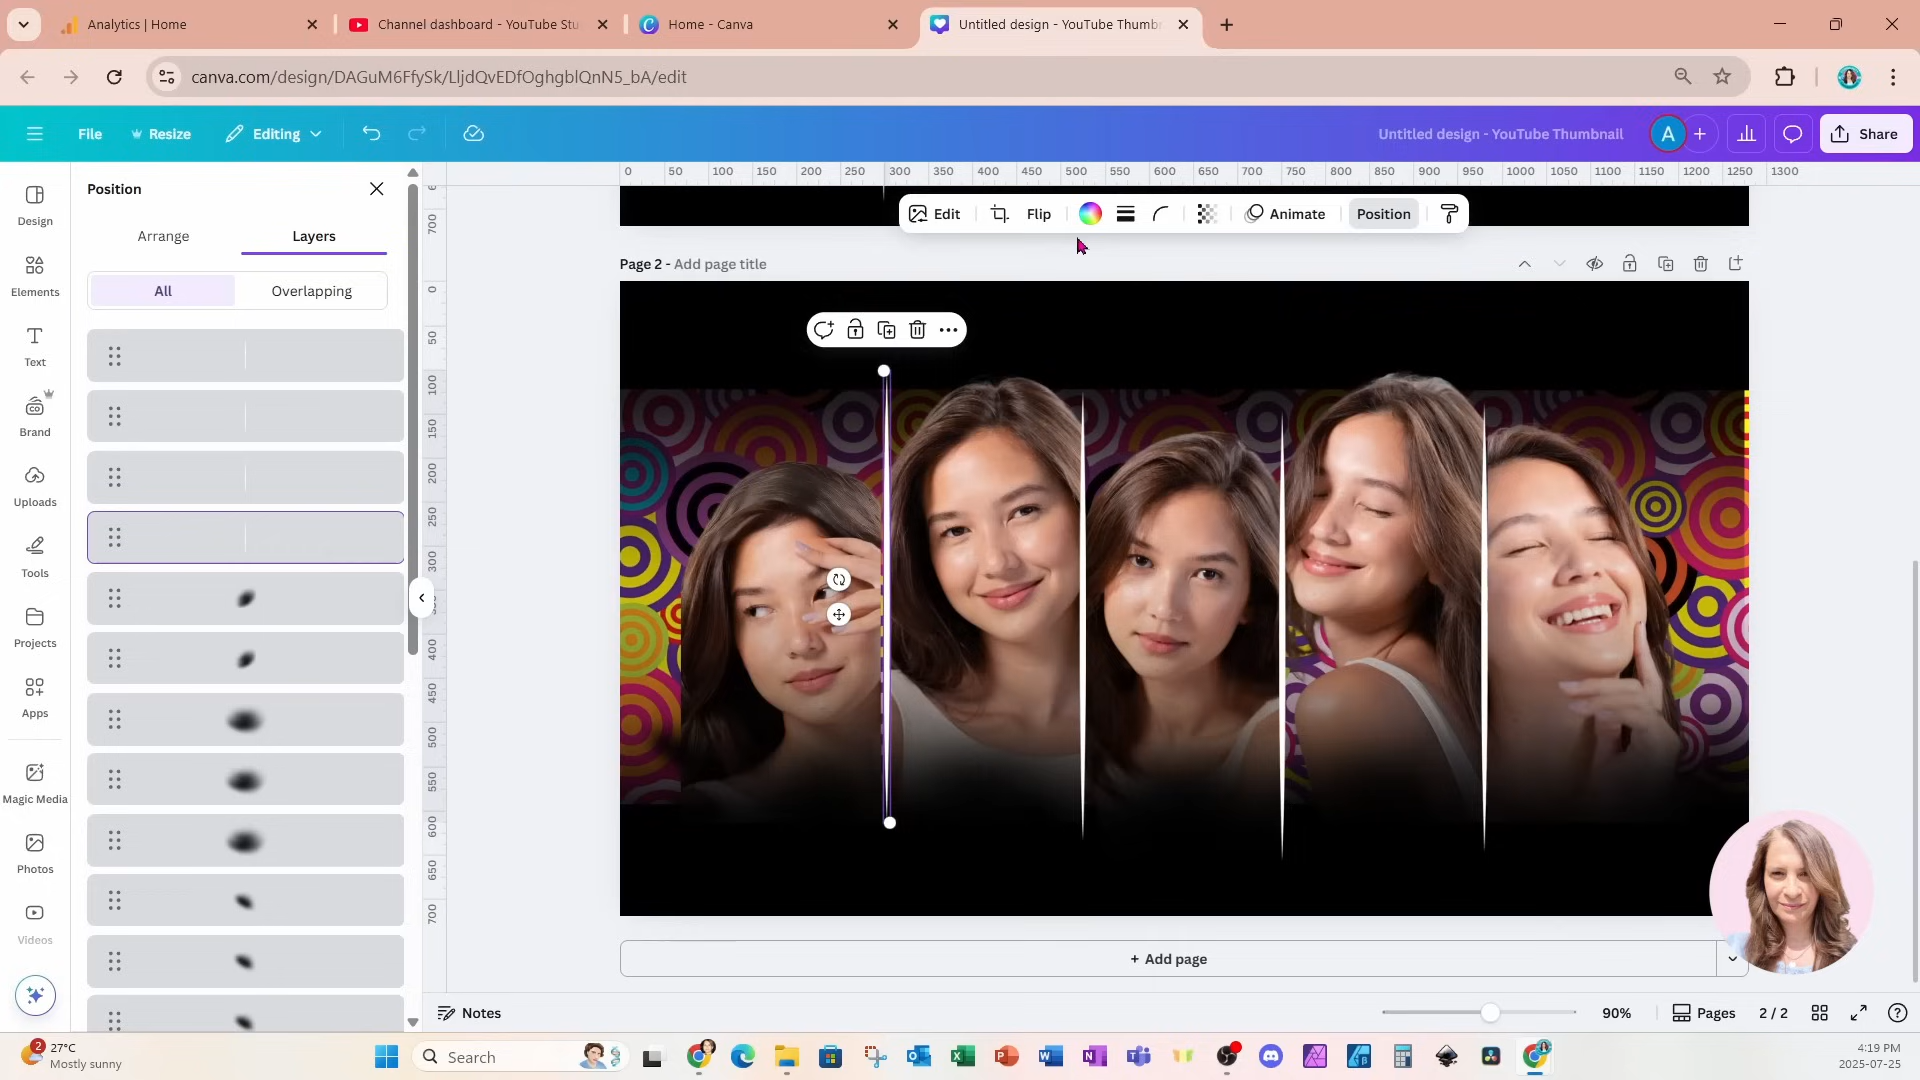 Analytics | Home
Channel dashboard - YouTube Stu
Home - Canva
Untitled design - YouTube Thumbn
canva.com/design/DAGuM6FfySk/LljdQvEDfOghgblQnN5_bA/edit
File
Resize
Editing
Untitled design - YouTube Thumbnail
A
Share
Design
Elements
Text
Brand
Uploads
Tools
Projects
Apps
Magic Media
Photos
Videos
Position
Arrange
Layers
All
Overlapping
0 50 100 150 200 250 300 350 400 450 500 550 600 650 700 750 800 850 900 950 1000 1050 1100 1150 1200 1250 1300
Edit
Flip
Animate
Position
700
Page 2 - Add page title
0
50
100
150
200
250
300
400
450
500
550
600
650
700
+ Add page
Notes
90%
Pages
2 / 2
2
27°C
Mostly sunny
Search
4:19 PM
2025-07-25